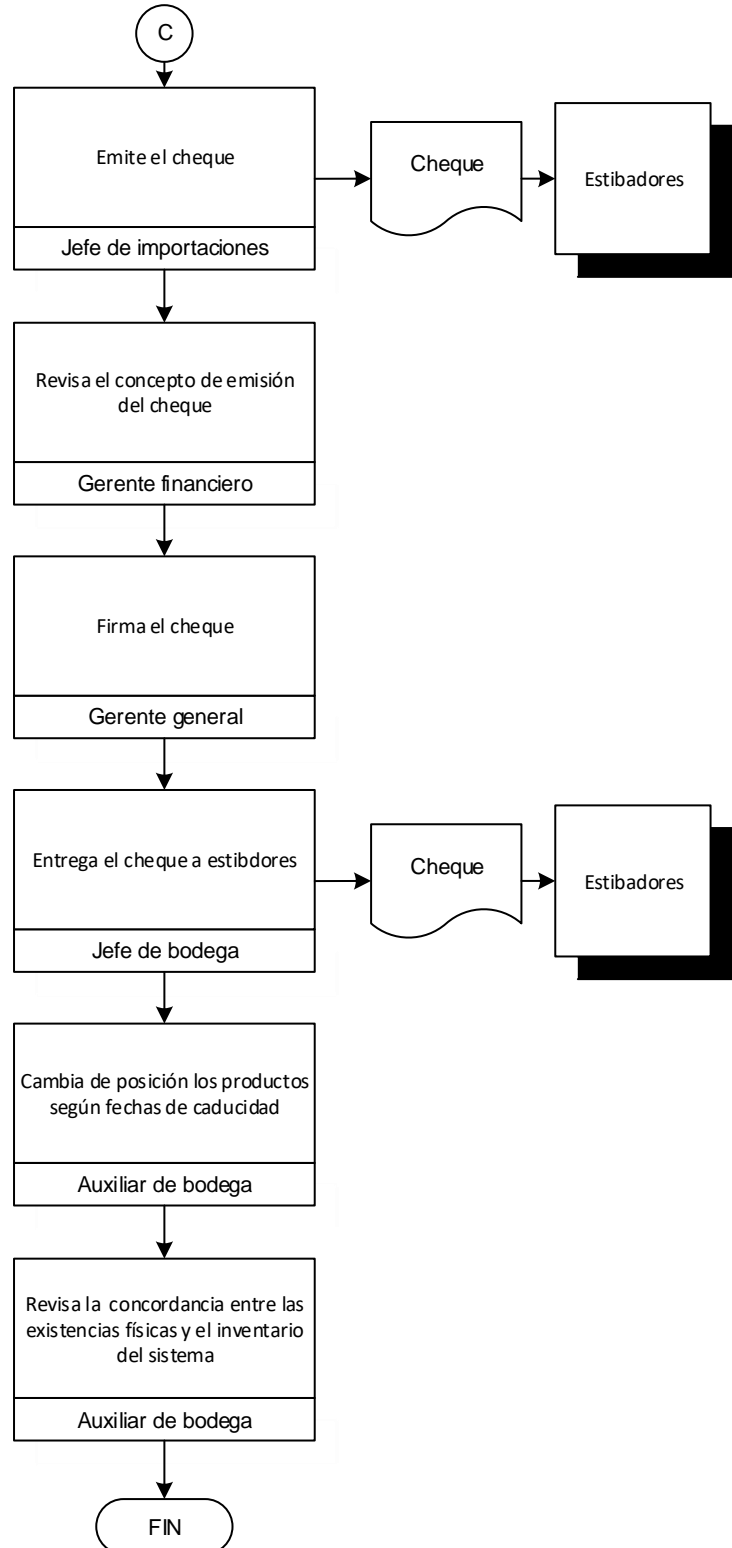 C
Emite el cheque
Jefe de importaciones
Cheque
Estibadores
Revisa el concepto de emisión
del cheque
Gerente financiero
Firma el cheque
Gerente general
Entrega el cheque a estibdores
Jefe de bodega
Cheque
Estibadores
Cambia de posición los productos
según fechas de caducidad
Auxiliar de bodega
Revisa la concordancia entre las
existencias físicas y el inventario
del sistema
Auxiliar de bodega
FIN